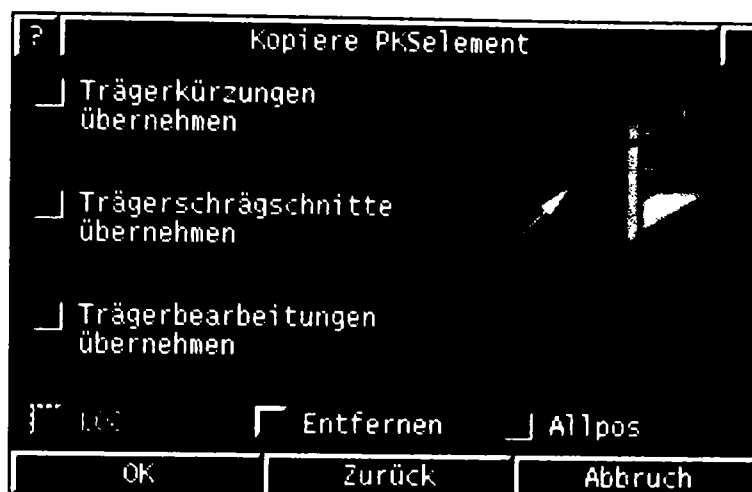 ? Kopiere PKSelement
Trägerkürzungen
übernehmen
Trägerschrägschnitte
übernehmen
Trägerbearbeitungen
übernehmen
Entfernen Allpos
OK Zurück Abbruch